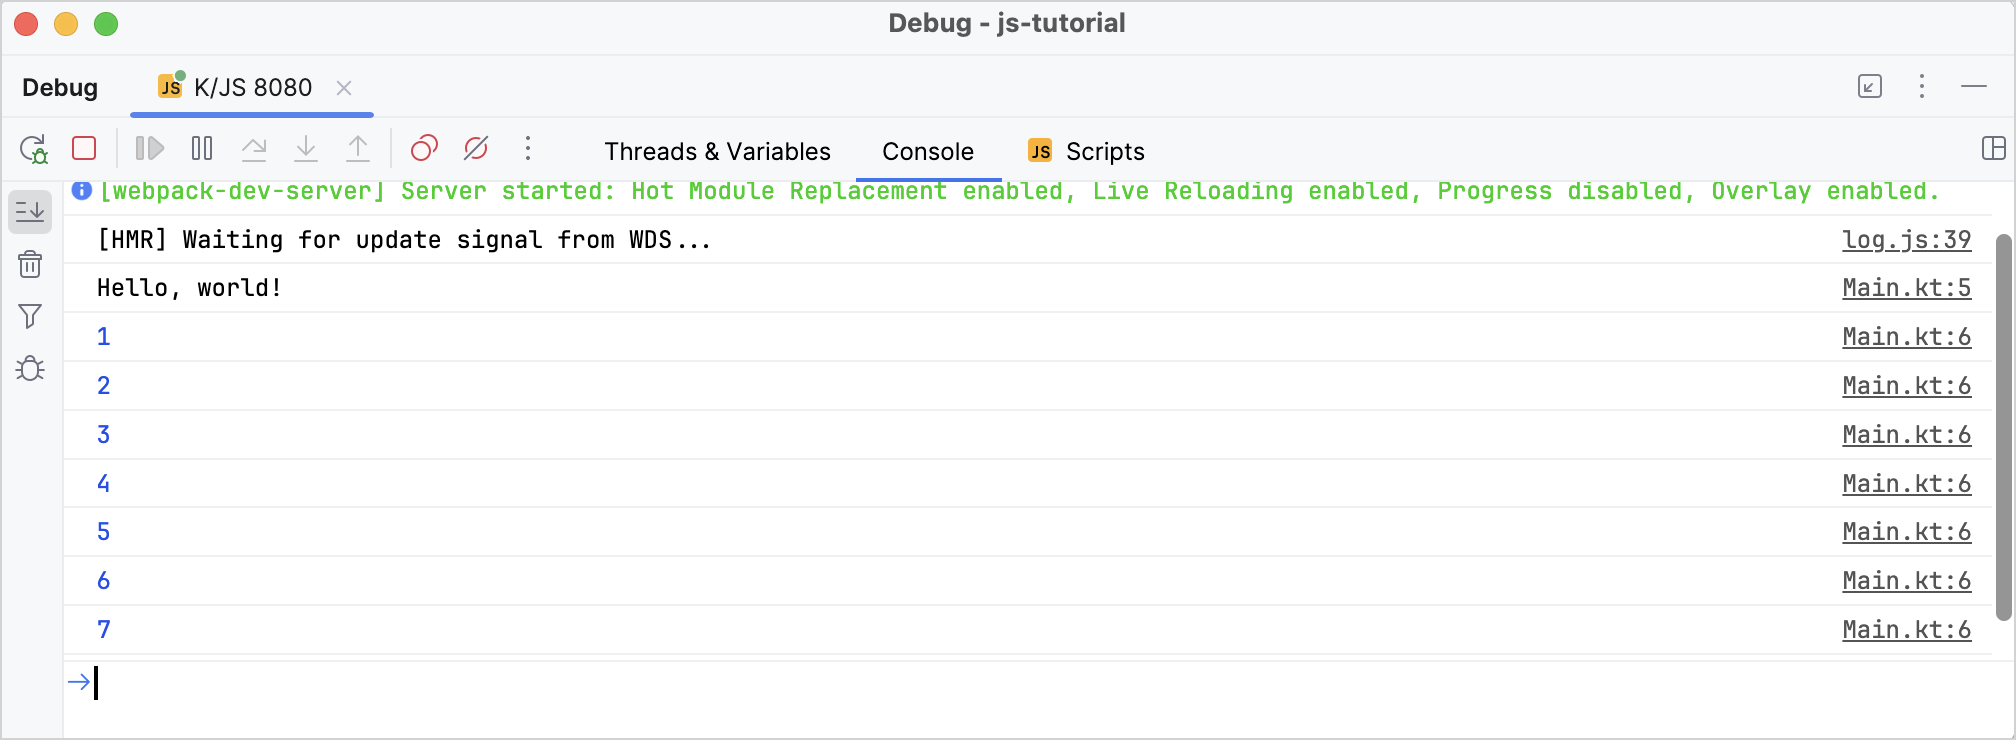 Debug - js-tutorial
Debug JS K/JS 8080
Threads & Variables Console JS Scripts
[webpack-dev-server] Server started: Hot Module Replacement enabled, Live Reloading enabled, Progress disabled, Overlay enabled.
[HMR] Waiting for update signal from WDS... log.js:39
Hello, world! Main.kt:5
1 Main.kt:6
2 Main.kt:6
3 Main.kt:6
4 Main.kt:6
5 Main.kt:6
6 Main.kt:6
7 Main.kt:6